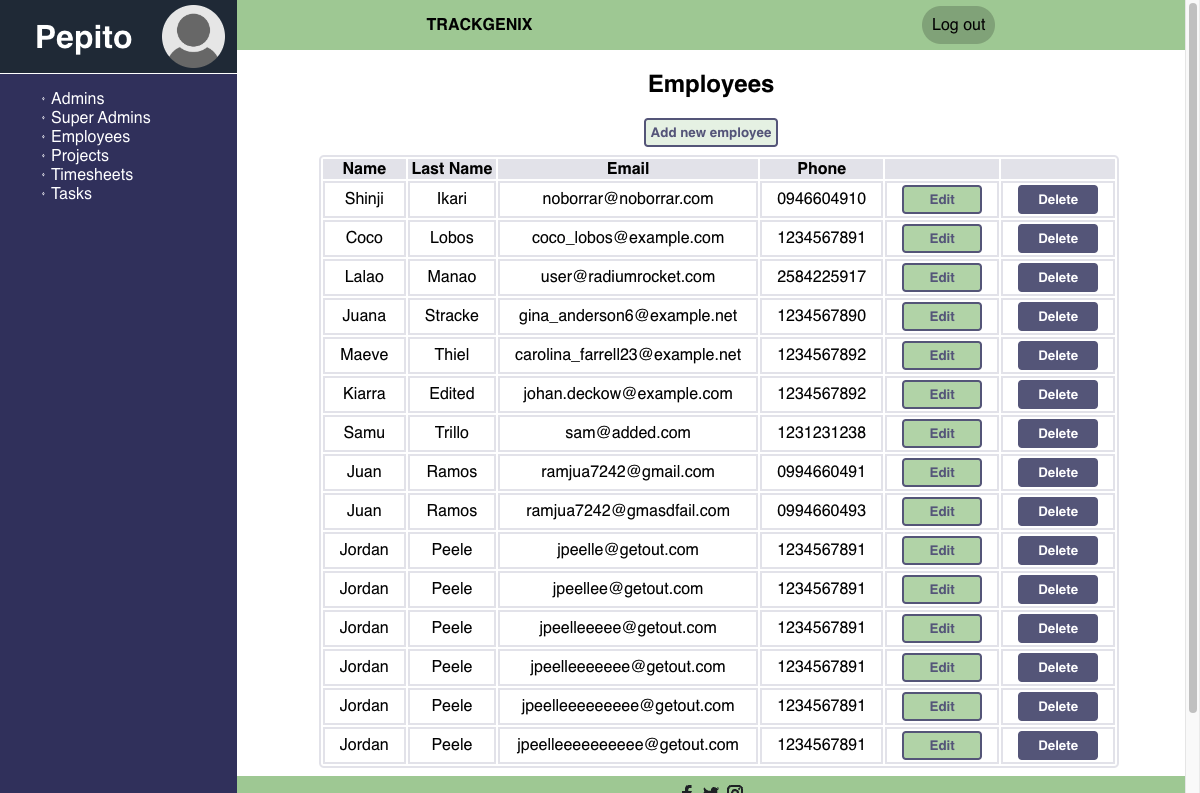 Pepito
TRACKGENIX
Log out
Admins
Super Admins
Employees
Projects
Timesheets
Tasks
Employees
Add new employee
Name Last Name Email Phone
Shinji Ikari noborrar@noborrar.com 0946604910 Edit Delete
Coco Lobos coco_lobos@example.com 1234567891 Edit Delete
Lalao Manao user@radiumrocket.com 2584225917 Edit Delete
Juana Stracke gina_anderson6@example.net 1234567890 Edit Delete
Maeve Thiel carolina_farrell23@example.net 1234567892 Edit Delete
Kiarra Edited johan.deckow@example.com 1234567892 Edit Delete
Samu Trillo sam@added.com 1231231238 Edit Delete
Juan Ramos ramjua7242@gmail.com 0994660491 Edit Delete
Juan Ramos ramjua7242@gmasdfail.com 0994660493 Edit Delete
Jordan Peele jpeelle@getout.com 1234567891 Edit Delete
Jordan Peele jpeellee@getout.com 1234567891 Edit Delete
Jordan Peele jpeelleeeee@getout.com 1234567891 Edit Delete
Jordan Peele jpeelleeeeeee@getout.com 1234567891 Edit Delete
Jordan Peele jpeelleeeeeeeee@getout.com 1234567891 Edit Delete
Jordan Peele jpeelleeeeeeeeee@getout.com 1234567891 Edit Delete